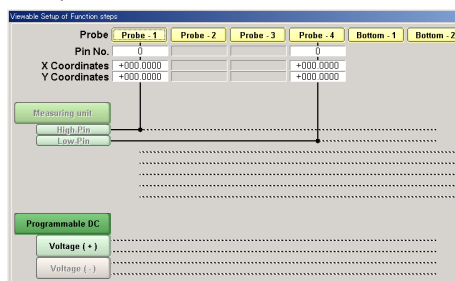 Viewable Setup of Function steps
Probe Probe - 1 Probe - 2 Probe - 3 Probe - 4 Bottom - 1 Bottom - 2
Pin No. 0 0
X Coordinates +000.0000 +000.0000
Y Coordinates +000.0000 +000.0000
Measuring unit
High-Pin
Low-Pin
Programmable DC
Voltage ( + )
Voltage ( - )